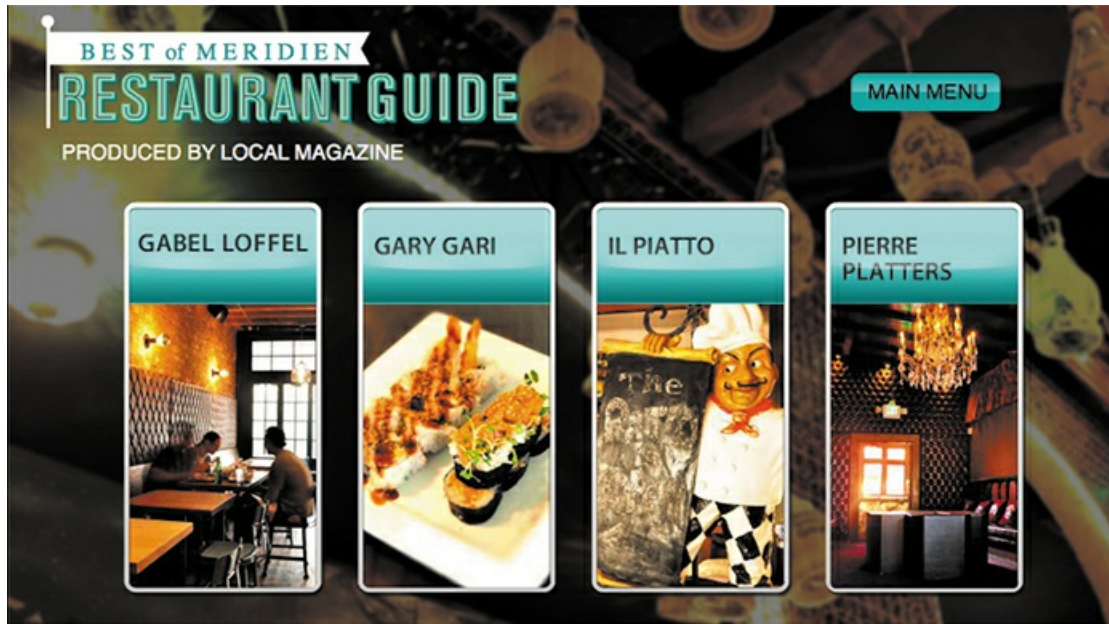 BEST of MERIDIEN
RESTAURANT GUIDE
PRODUCED BY LOCAL MAGAZINE
MAIN MENU
GABEL LOFFEL
GARY GARI
IL PIATTO
PIERRE
PLATTERS
The